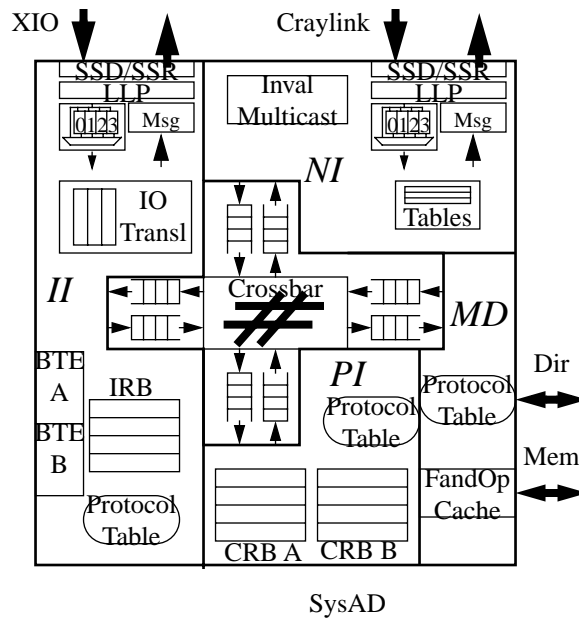 XIO
Craylink
SSD/SSR
LLP
0123
Msg
Inval
Multicast
SSD/SSR
LLP
0123
Msg
NI
IO
Transl
Tables
II
Crossbar
MD
PI
BTE
A
BTE
B
IRB
Protocol
Table
Protocol
Table
Dir
Mem
FandOp
Cache
Protocol
Table
CRB A
CRB B
SysAD